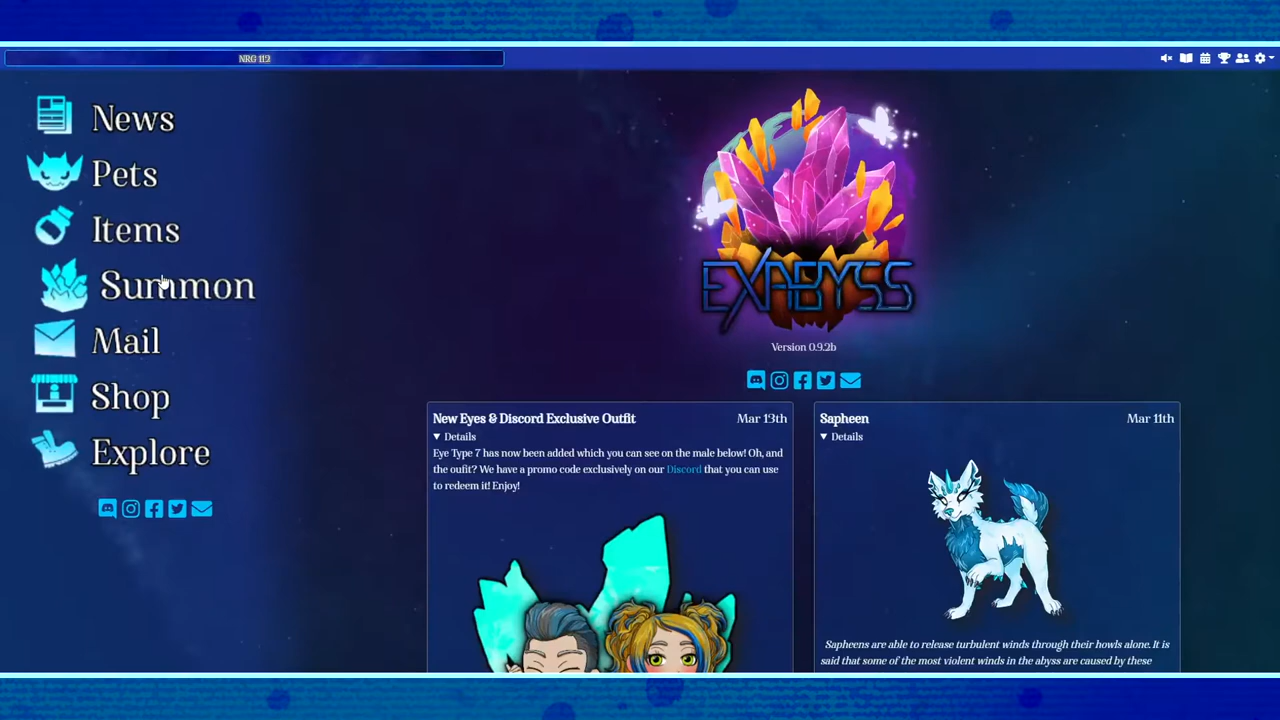 NRG 112
News
Pets
Items
Summon
Mail
Shop
Explore
EXABYSS
Version 0.9.2b
New Eyes & Discord Exclusive Outfit
Mar 13th
▼ Details
Eye Type 7 has now been added which you can see on the male below! Oh, and
the oufit? We have a promo code exclusively on our Discord that you can use
to redeem it! Enjoy!
Sapheen
Mar 11th
▼ Details
Sapheens are able to release turbulent winds through their howls alone. It is
said that some of the most violent winds in the abyss are caused by these